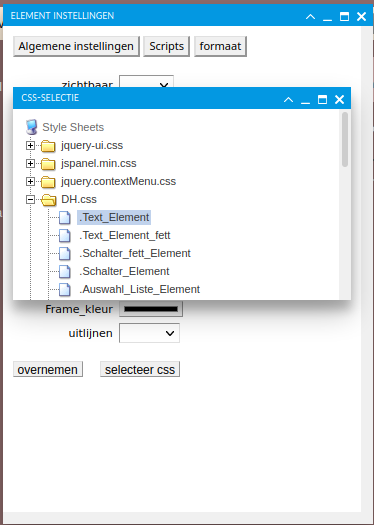 ELEMENT INSTELLINGEN
Algemene instellingen Scripts formaat
zichtbaar
CSS-SELECTIE
Style Sheets
jquery-ui.css
jspanel.min.css
jquery.contextMenu.css
DH.css
.Text_Element
.Text_Element_fett
.Schalter_fett_Element
.Schalter_Element
.Auswahl_Liste_Element
Frame_kleur
uitlijnen
overnemen selecteer css